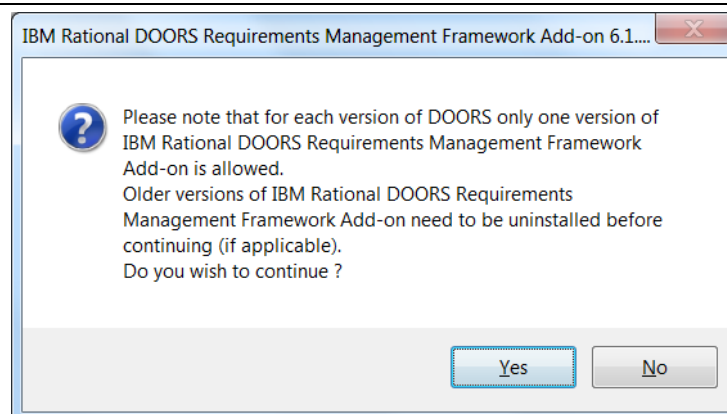 IBM Rational DOORS Requirements Management Framework Add-on 6.1....
Please note that for each version of DOORS only one version of
IBM Rational DOORS Requirements Management Framework
Add-on is allowed.
Older versions of IBM Rational DOORS Requirements
Management Framework Add-on need to be uninstalled before
continuing (if applicable).
Do you wish to continue ?
Yes No